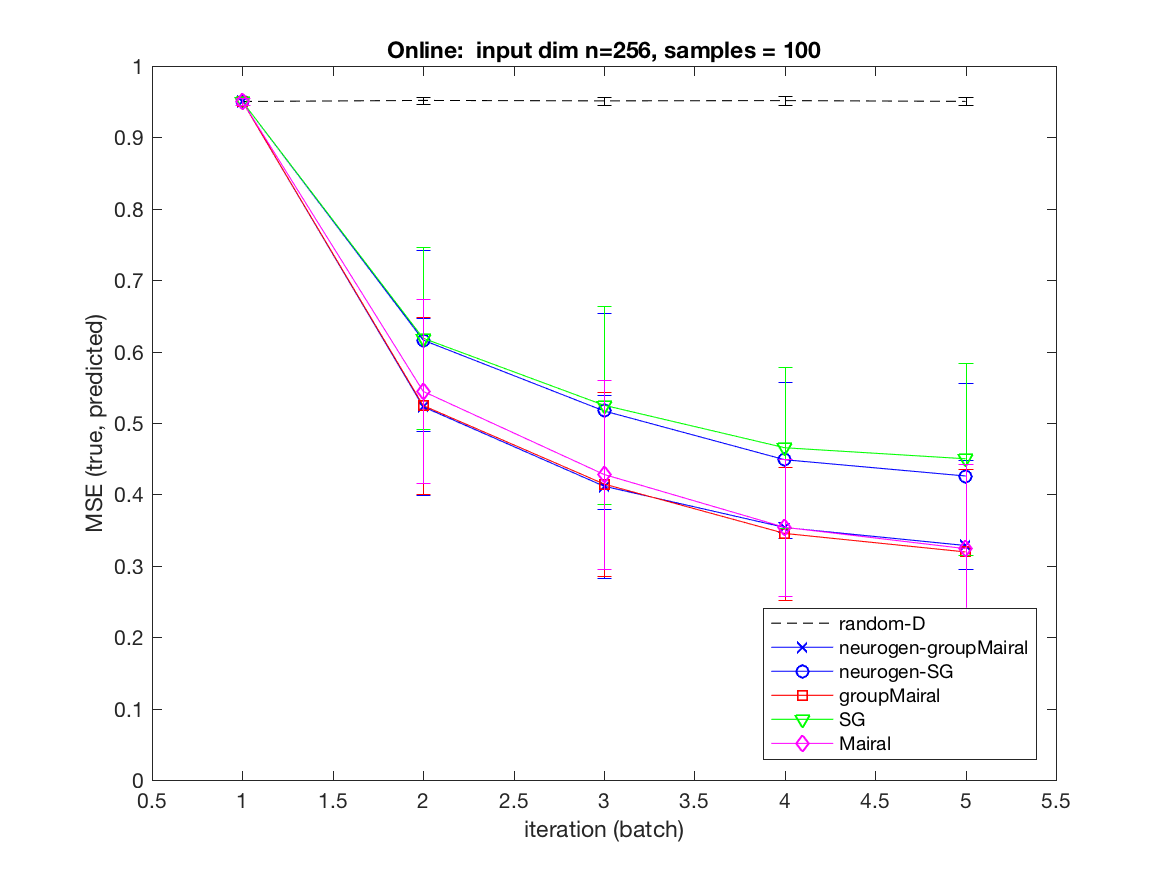 Online:  input dim n=256, samples = 100
1
0.9
0.8
0.7
0.6
0.5
0.4
0.3
0.2
0.1
0
MSE (true, predicted)
random-D
neurogen-groupMairal
neurogen-SG
groupMairal
SG
Mairal
0.5 1 1.5 2 2.5 3 3.5 4 4.5 5 5.5
iteration (batch)